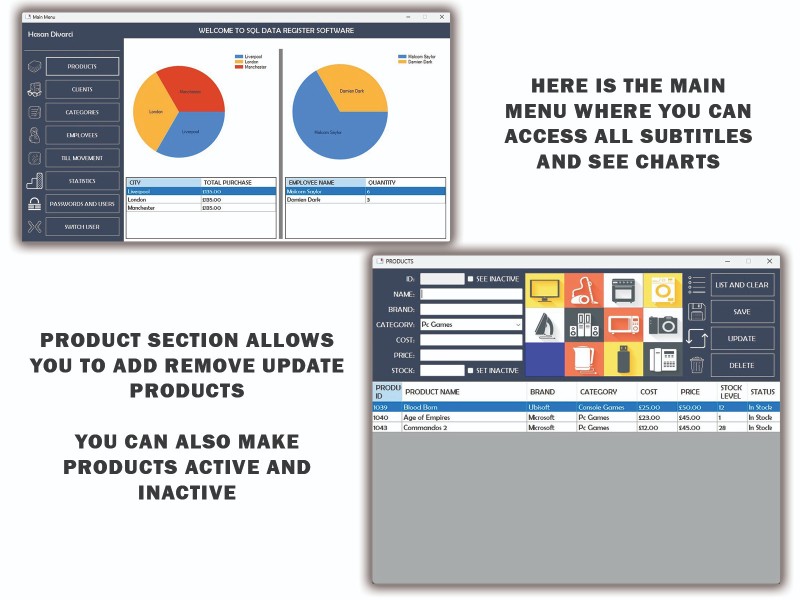 Main Menu
Hasan Divarci
WELCOME TO SQL DATA REGISTER SOFTWARE
PRODUCTS
CLIENTS
CATEGORIES
EMPLOYEES
TILL MOVEMENT
STATISTICS
PASSWORDS AND USERS
SWITCH USER
Liverpool
London
Manchester
Manchester
London
Liverpool
Malcom Saylor
Damien Dark
Damien Dark
Malcom Saylor
CITY TOTAL PURCHASE
Liverpool £135.00
London £135.00
Manchester £135.00
EMPLOYEE NAME QUANTITY
Malcom Saylor 6
Damien Dark 3
HERE IS THE MAIN
MENU WHERE YOU CAN
ACCESS ALL SUBTITLES
AND SEE CHARTS
PRODUCT SECTION ALLOWS
YOU TO ADD REMOVE UPDATE
PRODUCTS
YOU CAN ALSO MAKE
PRODUCTS ACTIVE AND
INACTIVE
PRODUCTS
ID: SEE INACTIVE
NAME:
BRAND:
CATEGORY: Pc Games
COST:
PRICE:
STOCK: SET INACTIVE
LIST AND CLEAR
SAVE
UPDATE
DELETE
PRODU ID PRODUCT NAME BRAND CATEGORY COST PRICE STOCK LEVEL STATUS
1039 Blood Born Ubisoft Console Games £25.00 £50.00 12 In Stock
1040 Age of Empires Microsoft Pc Games £23.00 £45.00 1 In Stock
1043 Commandos 2 Microsoft Pc Games £12.00 £45.00 28 In Stock